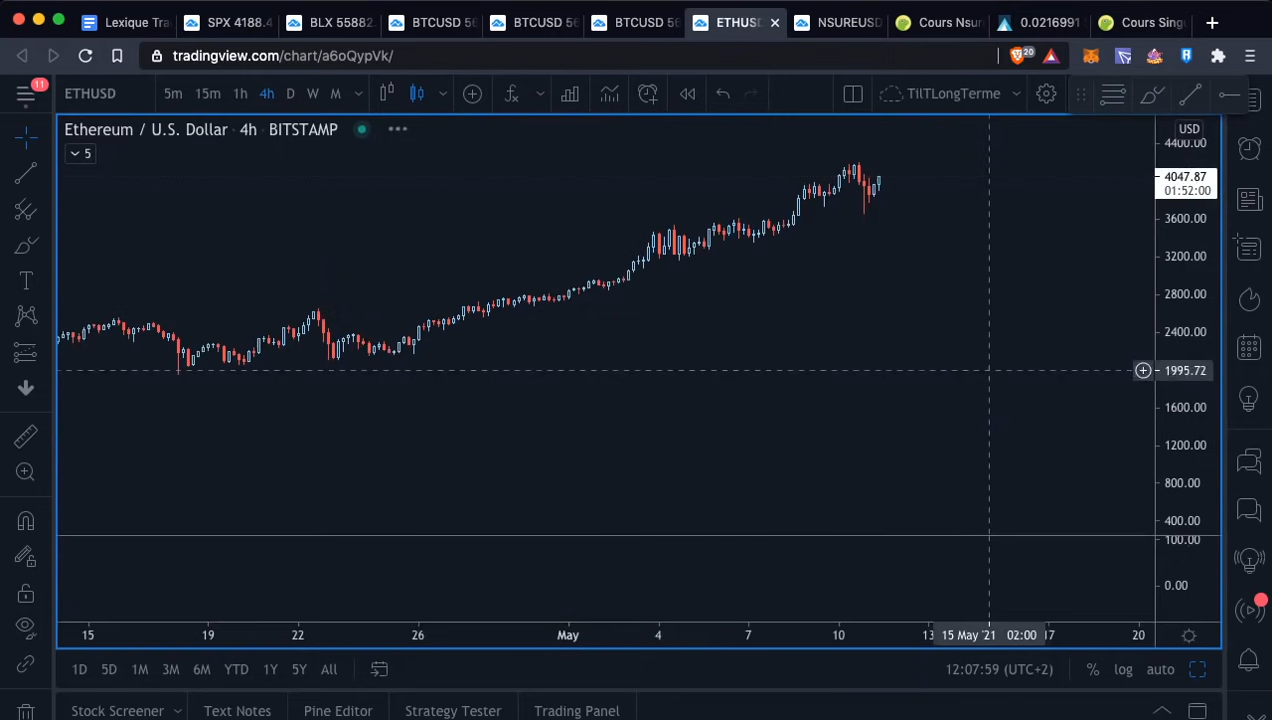 Lexique Tra
SPX 4188.4
BLX 55882.
BTCUSD 56
BTCUSD 56
BTCUSD 56
ETHUSD
NSUREUSD
Cours Nsur
0.0216991
Cours Singu
tradingview.com/chart/a6oQypVk/
20
11
ETHUSD
5m 15m 1h 4h D W M
TilTLongTerme
Ethereum / U.S. Dollar · 4h · BITSTAMP
5
USD
4400.00
4047.87
01:52:00
3600.00
3200.00
2800.00
2400.00
1995.72
1600.00
1200.00
800.00
400.00
100.00
0.00
15 19 22 26 May 4 7 10 13 15 May '21 02:00 17 20
1D 5D 1M 3M 6M YTD 1Y 5Y All
12:07:59 (UTC+2)
% log auto
Stock Screener
Text Notes
Pine Editor
Strategy Tester
Trading Panel